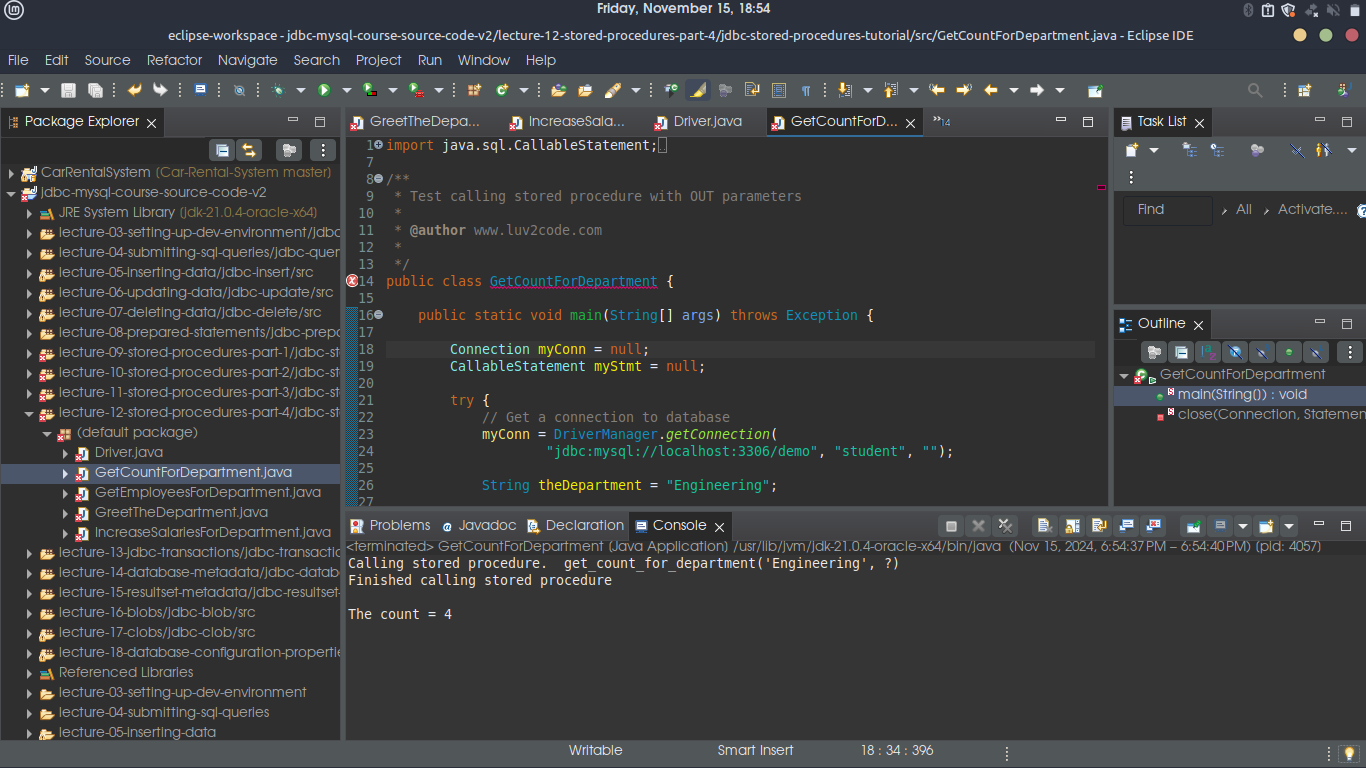 Friday, November 15, 18:54
eclipse-workspace - jdbc-mysql-course-source-code-v2/lecture-12-stored-procedures-part-4/jdbc-stored-procedures-tutorial/src/GetCountForDepartment.java - Eclipse IDE
File Edit Source Refactor Navigate Search Project Run Window Help
Package Explorer
CarRentalSystem [Car-Rental-System master]
jdbc-mysql-course-source-code-v2
JRE System Library [jdk-21.0.4-oracle-x64]
lecture-03-setting-up-dev-environment/jdbc
lecture-04-submitting-sql-queries/jdbc-quer
lecture-05-inserting-data/jdbc-insert/src
lecture-06-updating-data/jdbc-update/src
lecture-07-deleting-data/jdbc-delete/src
lecture-08-prepared-statements/jdbc-prepa
lecture-09-stored-procedures-part-1/jdbc-st
lecture-10-stored-procedures-part-2/jdbc-st
lecture-11-stored-procedures-part-3/jdbc-st
lecture-12-stored-procedures-part-4/jdbc-st
(default package)
Driver.java
GetCountForDepartment.java
GetEmployeesForDepartment.java
GreetTheDepartment.java
IncreaseSalariesForDepartment.java
lecture-13-jdbc-transactions/jdbc-transactic
lecture-14-database-metadata/jdbc-datab
lecture-15-resultset-metadata/jdbc-resultset-
lecture-16-blobs/jdbc-blob/src
lecture-17-clobs/jdbc-clob/src
lecture-18-database-configuration-propertie
Referenced Libraries
lecture-03-setting-up-dev-environment
lecture-04-submitting-sql-queries
lecture-05-inserting-data
GreetTheDepa... IncreaseSala... Driver.java GetCountForD... »14
1 import java.sql.CallableStatement;
7
8 /**
9 * Test calling stored procedure with OUT parameters
10 *
11 * @author www.luv2code.com
12 *
13 */
14 public class GetCountForDepartment {
15
16 public static void main(String[] args) throws Exception {
17
18 Connection myConn = null;
19 CallableStatement myStmt = null;
20
21 try {
22 // Get a connection to database
23 myConn = DriverManager.getConnection(
24 "jdbc:mysql://localhost:3306/demo", "student", "");
25
26 String theDepartment = "Engineering";
27
Problems Javadoc Declaration Console
<terminated> GetCountForDepartment [Java Application] /usr/lib/jvm/jdk-21.0.4-oracle-x64/bin/java (Nov 15, 2024, 6:54:37 PM – 6:54:40 PM) [pid: 4057]
Calling stored procedure. get_count_for_department('Engineering', ?)
Finished calling stored procedure
The count = 4
Task List
Find All Activate....
Outline
GetCountForDepartment
main(String[]) : void
close(Connection, Statemen
Writable Smart Insert 18 : 34 : 396